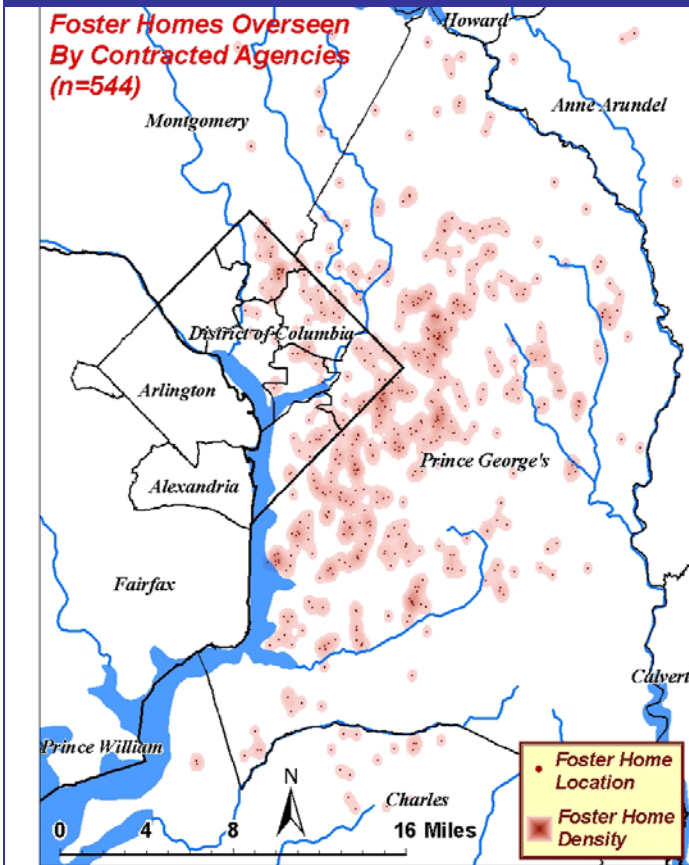 Foster Homes Overseen
By Contracted Agencies
(n=544)
Howard
Anne Arundel
Montgomery
District of Columbia
Arlington
Prince George's
Alexandria
Fairfax
Calvert
Prince William
Charles
N
0 4 8 16 Miles
Foster Home
Location
Foster Home
Density